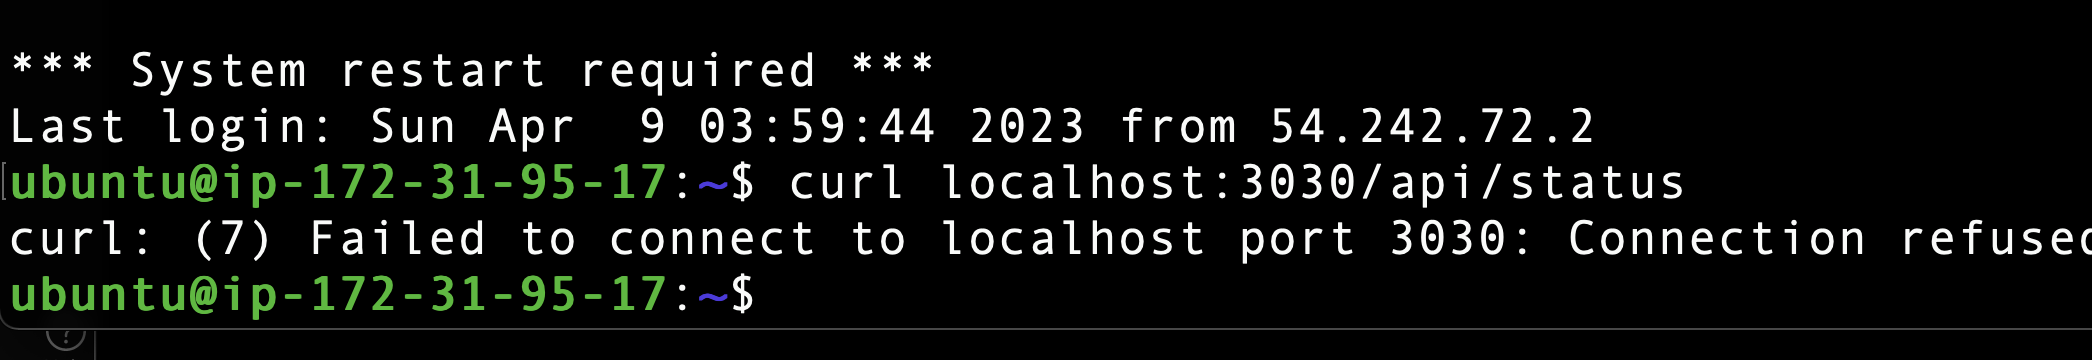 *** System restart required ***
Last login: Sun Apr  9 03:59:44 2023 from 54.242.72.2
ubuntu@ip-172-31-95-17:~$ curl localhost:3030/api/status
curl: (7) Failed to connect to localhost port 3030: Connection refused
ubuntu@ip-172-31-95-17:~$